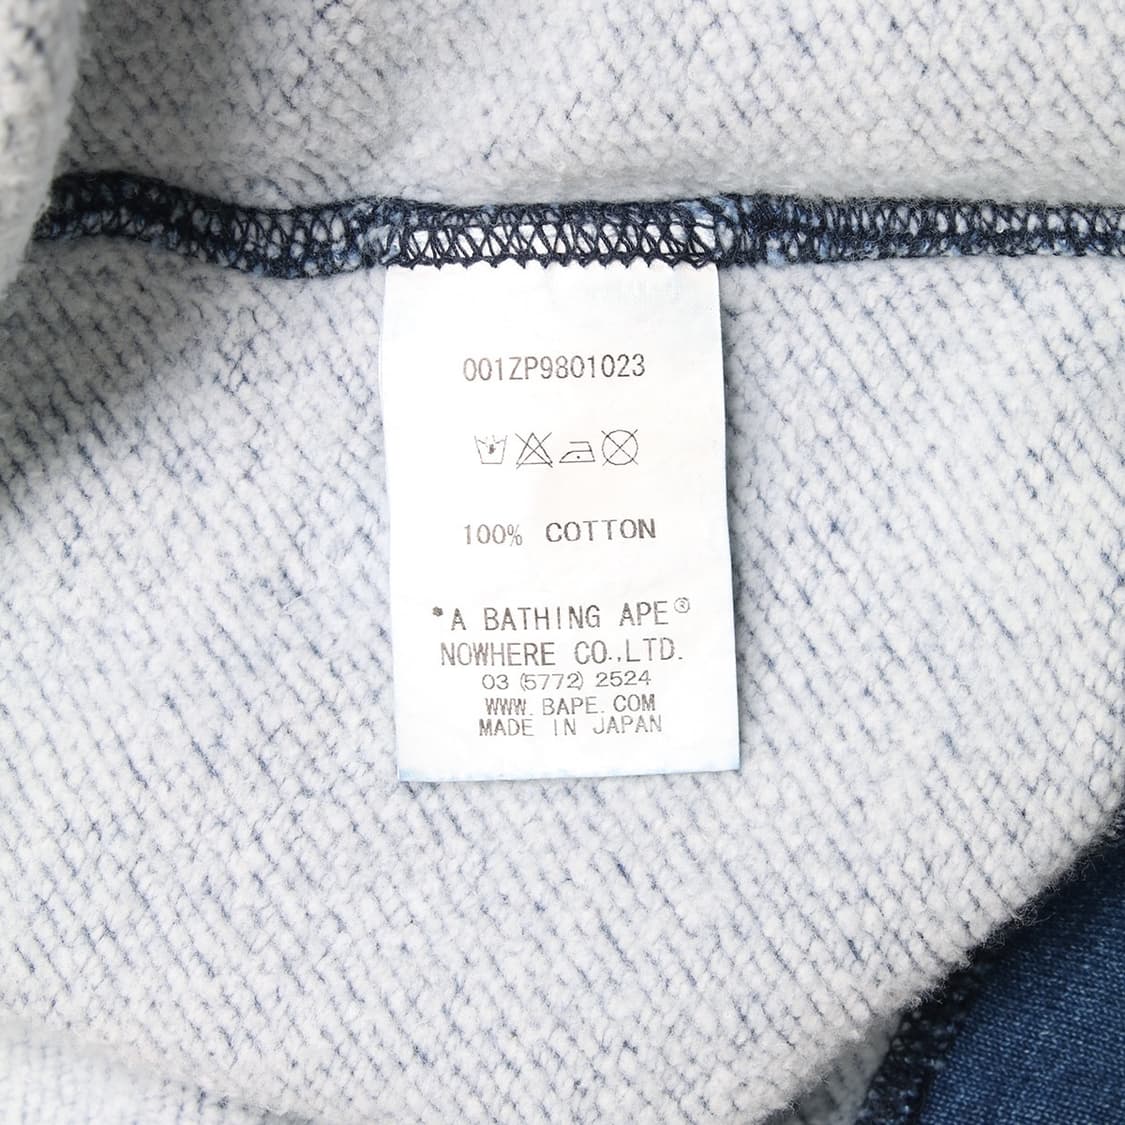 001ZP9801023
100% COTTON
*A BATHING APE®
NOWHERE CO.,LTD.
03 (5772) 2524
WWW. BAPE. COM
MADE IN JAPAN